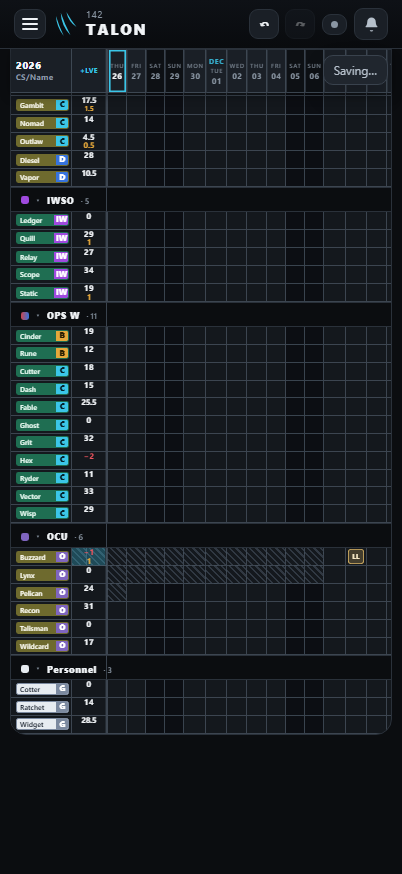 142
TALON
2026
CS/Name
+LVE
THU 26
FRI 27
SAT 28
SUN 29
MON 30
DEC TUE 01
WED 02
THU 03
FRI 04
SAT 05
SUN 06
Saving...
Gambit C 17.5 1.5
Nomad C 14
Outlaw C 4.5 0.5
Diesel D 28
Vapor D 10.5
· IWSO · 5
Ledger IW 0
Quill IW 29 1
Relay IW 27
Scope IW 34
Static IW 19 1
· OPS W · 11
Cinder B 19
Rune B 12
Cutter C 18
Dash C 15
Fable C 25.5
Ghost C 0
Grit C 32
Hex C -2
Ryder C 11
Vector C 33
Wisp C 29
· OCU · 6
Buzzard O -1 1 LL
Lynx O 0
Pelican O 24
Recon O 31
Talisman O 0
Wildcard O 17
· Personnel · 3
Cotter G 0
Ratchet G 14
Widget G 28.5